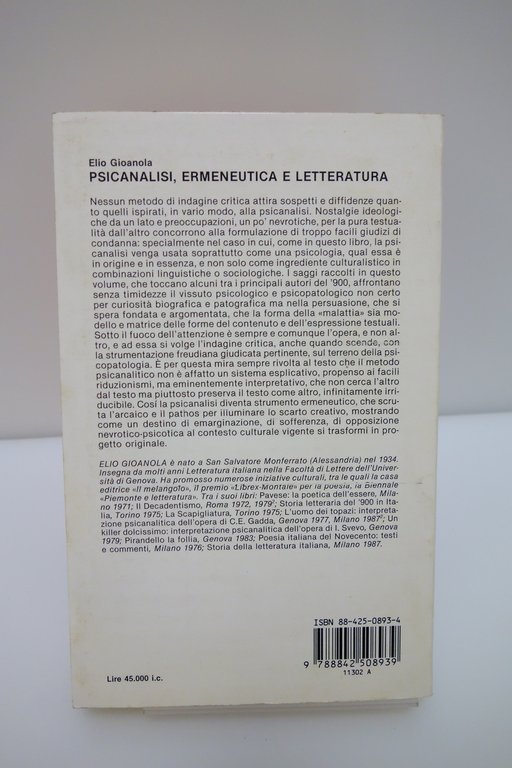 Elio Gioanola
PSICANALISI, ERMENEUTICA E LETTERATURA
Nessun metodo di indagine critica attira sospetti e diffidenze quan-
to quelli ispirati, in vario modo, alla psicanalisi. Nostalgie ideologi-
che da un lato e preoccupazioni, un po' nevrotiche, per la pura testua-
lità dall'altro concorrono alla formulazione di troppo facili giudizi di
condanna: specialmente nel caso in cui, come in questo libro, la psi-
canalisi venga usata soprattutto come una psicologia, qual essa è
in origine e in essenza, e non solo come ingrediente culturalistico in
combinazioni linguistiche o sociologiche. I saggi raccolti in questo
volume, che toccano alcuni tra i principali autori del '900, affrontano
senza timidezze il vissuto psicologico e psicopatologico non certo
per curiosità biografica e patografica ma nella persuasione, che si
spera fondata e argomentata, che la forma della «malattia» sia mo-
dello e matrice delle forme del contenuto e dell'espressione testuali.
Sotto il fuoco dell'attenzione è sempre e comunque l'opera, e non al-
tro, e ad essa si volge l'indagine critica, anche quando scende, con
la strumentazione freudiana giudicata pertinente, sul terreno della psi-
copatologia. È per questa mira sempre rivolta al testo che il metodo
psicanalitico non è affatto un sistema esplicativo, propenso ai facili
riduzionismi, ma eminentemente interpretativo, che non cerca l'altro
dal testo ma piuttosto preserva il testo come altro, infinitamente irri-
ducibile. Cosí la psicanalisi diventa strumento ermeneutico, che scru-
ta l'arcaico e il pathos per illuminare lo scarto creativo, mostrando
come un destino di emarginazione, di sofferenza, di opposizione
nevrotico-psicotica al contesto culturale vigente si trasformi in pro-
getto originale.
ELIO GIOANOLA è nato a San Salvatore Monferrato (Alessandria) nel 1934.
Insegna da molti anni Letteratura italiana nella Facoltà di Lettere dell'Univer-
sità di Genova. Ha promosso numerose iniziative culturali, tra le quali la casa
editrice «Il melangolo», il premio «Librex-Montale» per la poesia, la Biennale
«Piemonte e letteratura». Tra i suoi libri: Pavese: la poetica dell'essere, Mila-
no 1971; Il Decadentismo, Roma 1972, 1979²; Storia letteraria del '900 in Ita-
lia, Torino 1975; La Scapigliatura, Torino 1975; L'uomo dei topazi: interpreta-
zione psicanalitica dell'opera di C.E. Gadda, Genova 1977, Milano 1987²; Un
killer dolcissimo: interpretazione psicanalitica dell'opera di I. Svevo, Genova
1979; Pirandello la follia, Genova 1983; Poesia italiana del Novecento: testi
e commenti, Milano 1976; Storia della letteratura italiana, Milano 1987.
ISBN 88-425-0893-4
9 788842 508939
11302 A
Lire 45.000 i.c.